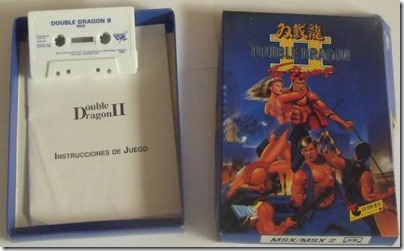 DOUBLE DRAGON II
MSX
Double
Dragon II
INSTRUCCIONES DE JUEGO
双截龍
DOUBLE DRAGON
II
MSX/MSX 2